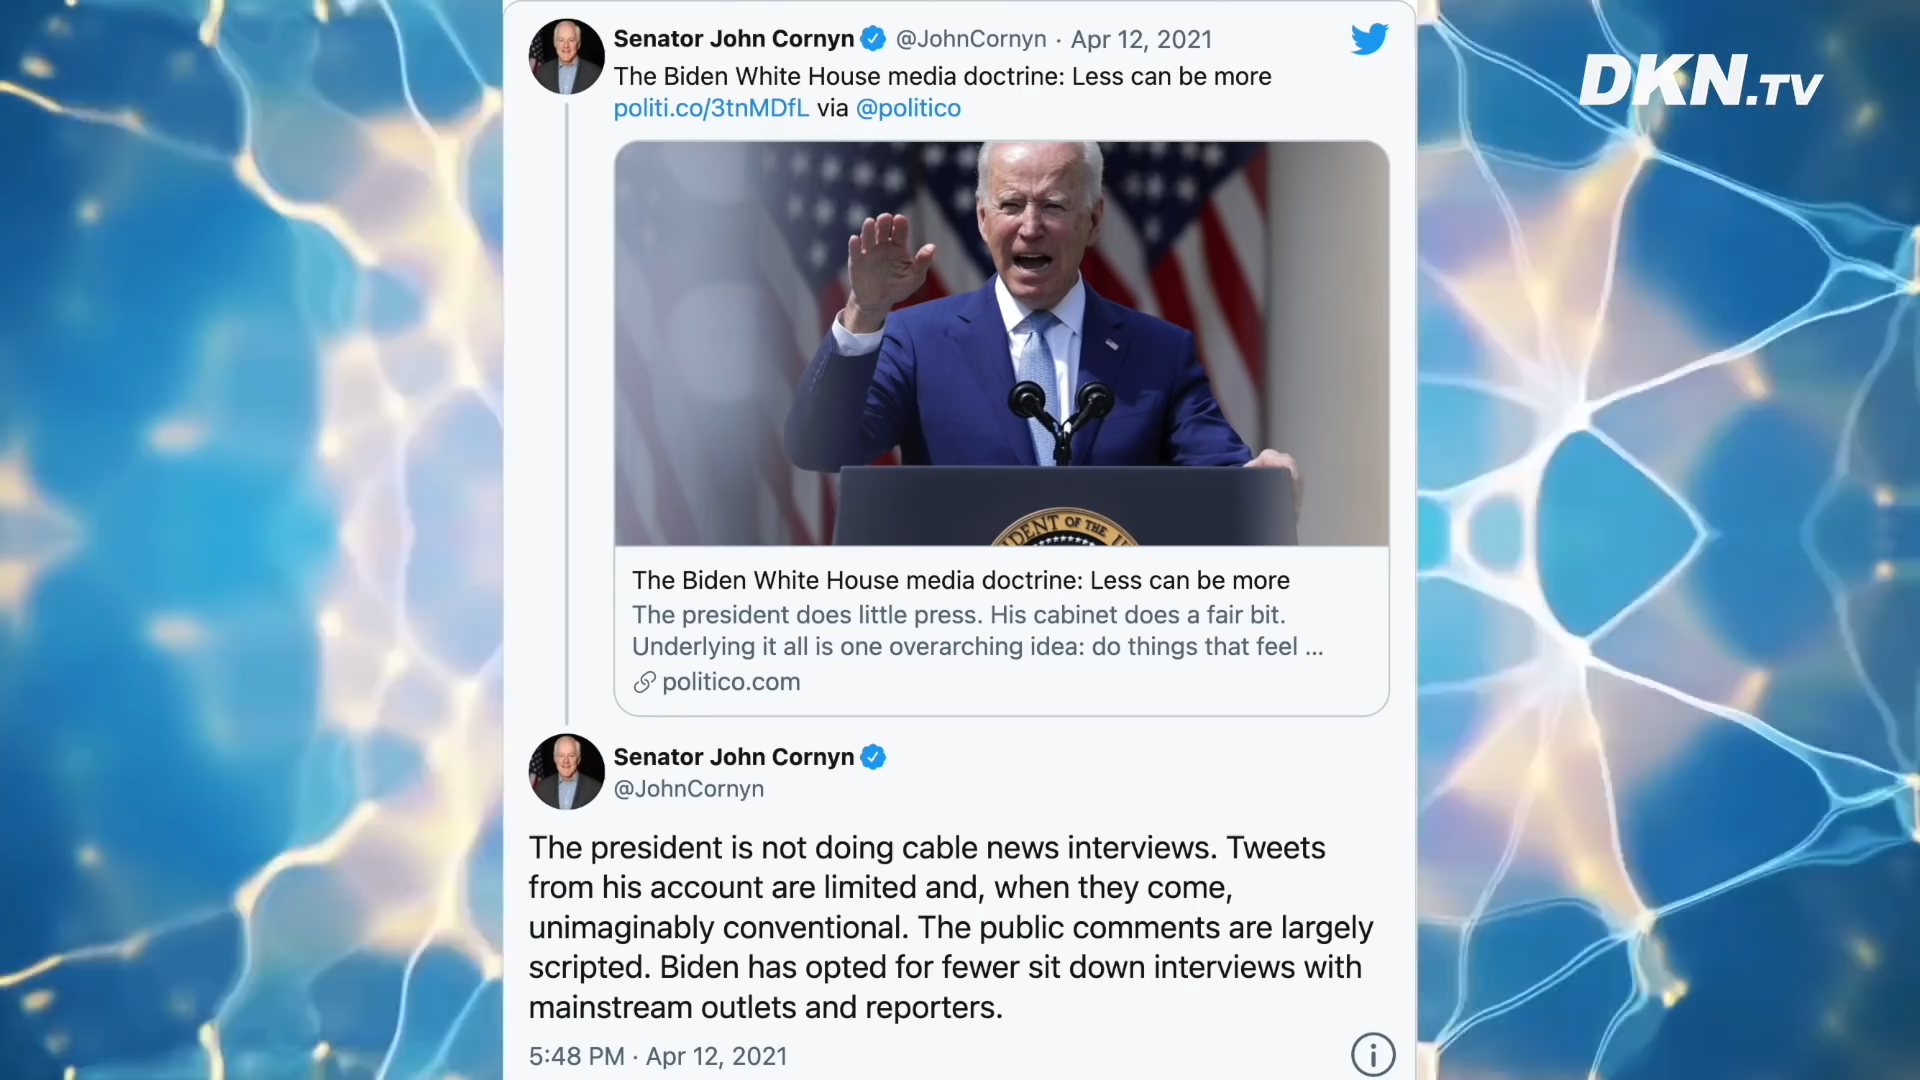 Senator John Cornyn @JohnCornyn · Apr 12, 2021
The Biden White House media doctrine: Less can be more
politi.co/3tnMDfL via @politico
DKN.TV
DENT OF THE
The Biden White House media doctrine: Less can be more
The president does little press. His cabinet does a fair bit.
Underlying it all is one overarching idea: do things that feel ...
politico.com
Senator John Cornyn
@JohnCornyn
The president is not doing cable news interviews. Tweets
from his account are limited and, when they come,
unimaginably conventional. The public comments are largely
scripted. Biden has opted for fewer sit down interviews with
mainstream outlets and reporters.
5:48 PM · Apr 12, 2021